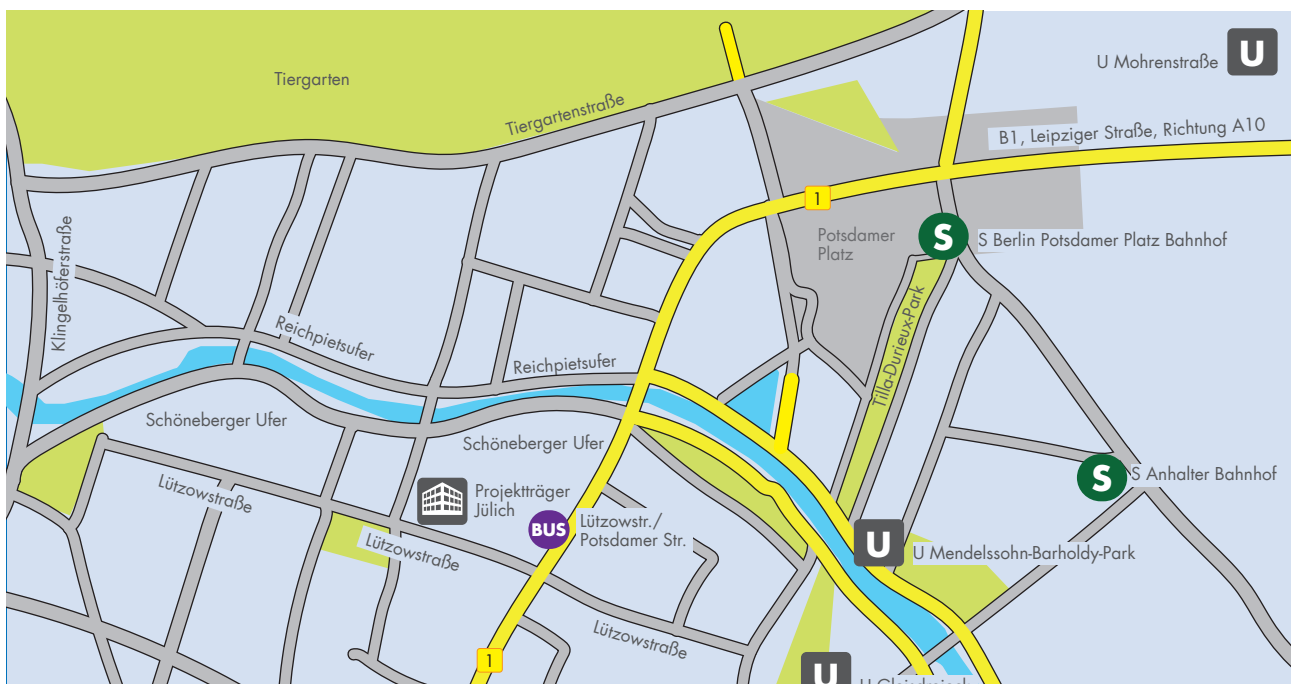 U Mohrenstraße
U
Tiergarten
Tiergartenstraße
B1, Leipziger Straße, Richtung A10
1
Potsdamer
Platz
S
S Berlin Potsdamer Platz Bahnhof
Klingelhöferstraße
Reichpietsufer
Reichpietsufer
Tilla-Durieux-Park
Schöneberger Ufer
Schöneberger Ufer
S
S Anhalter Bahnhof
Lützowstraße
Projektträger
Jülich
BUS
Lützowstr./
Potsdamer Str.
Lützowstraße
U
U Mendelssohn-Barholdy-Park
Lützowstraße
1
U